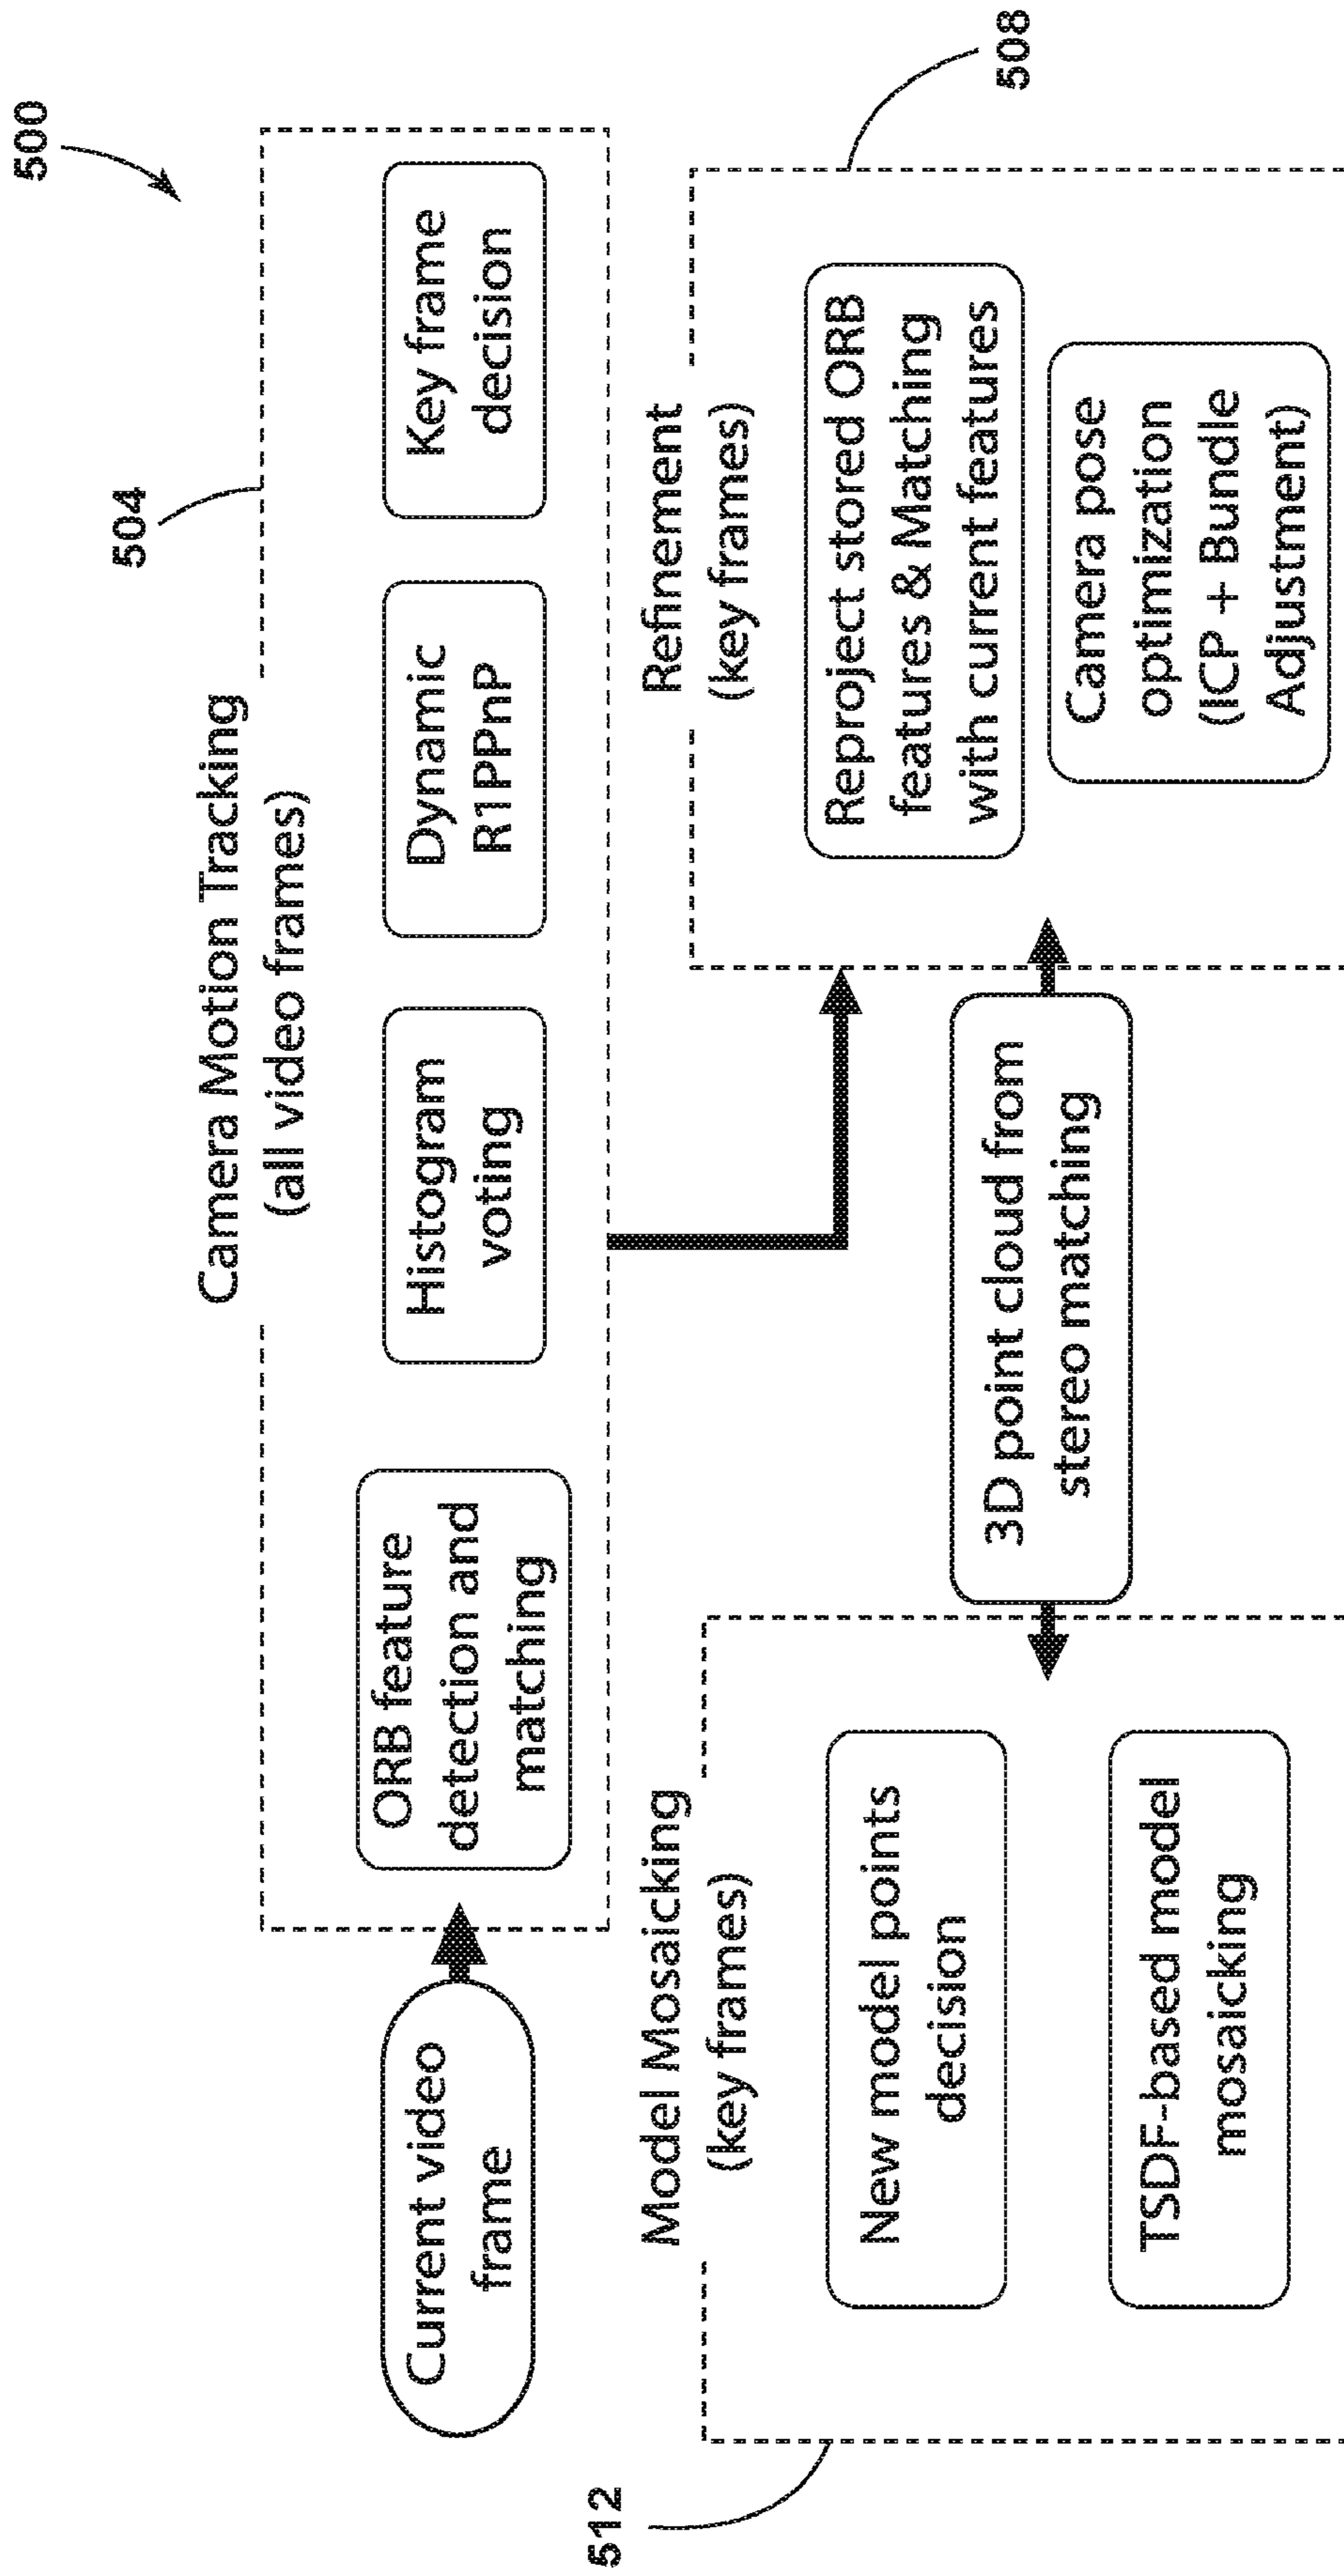 500
504
Camera Motion Tracking
(all video frames)
Current video
frame
ORB feature
detection and
matching
Histogram
voting
Dynamic
R1PPnP
Key frame
decision
512
Model Mosaicking
(key frames)
New model points
decision
TSDF-based model
mosaicking
3D point cloud from
stereo matching
Refinement
(key frames)
508
Reproject stored ORB
features & Matching
with current features
Camera pose
optimization
(ICP + Bundle
Adjustment)